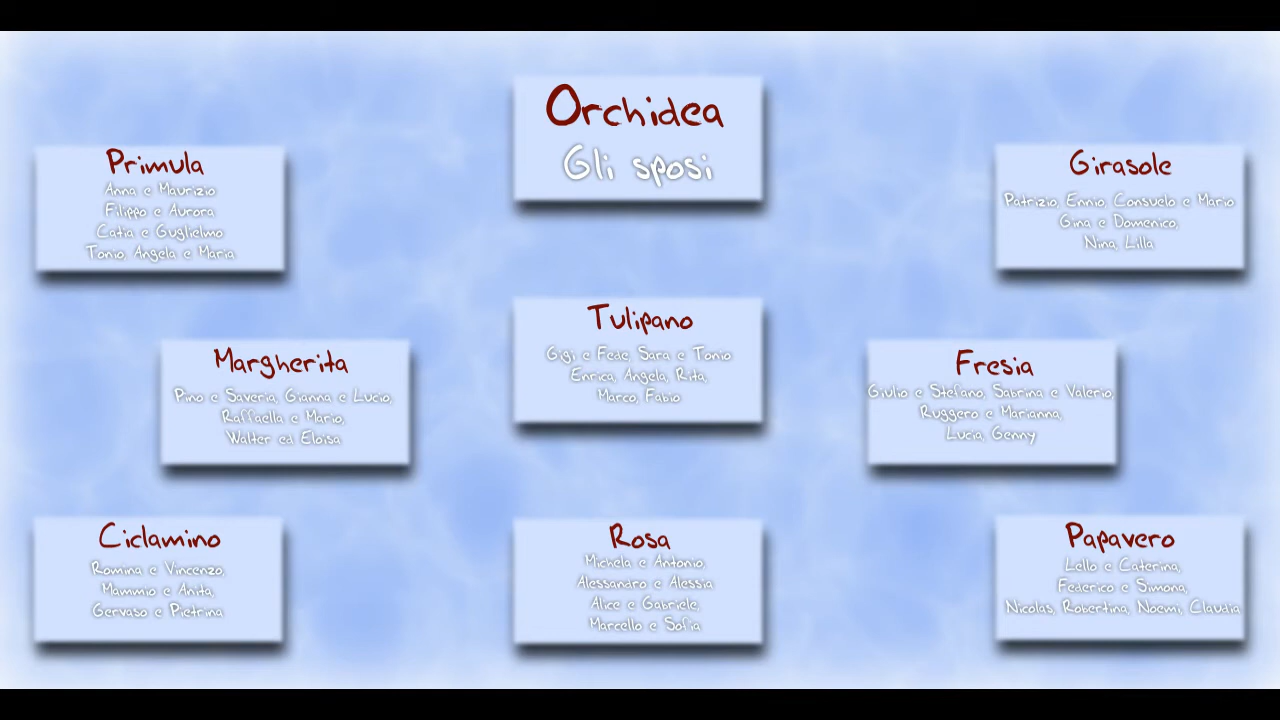 Orchidea
Gli sposi
Primula
Anna e Maurizio
Filippo e Aurora
Catia e Guglielmo
Tonio, Angela e Maria
Girasole
Patrizio, Ennio, Consuelo e Mario
Gina e Domenico,
Nina, Lilla
Margherita
Pino e Saveria, Gianna e Lucio,
Raffaella e Mario,
Walter ed Eloisa
Tulipano
Gigi e Fede, Sara e Tonio
Enrica, Angela, Rita,
Marco, Fabio
Fresia
Giulio e Stefano, Sabrina e Valerio,
Ruggero e Marianna,
Lucia, Genny
Ciclamino
Romina e Vincenzo,
Mammio e Anita,
Gervaso e Pietrina
Rosa
Michela e Antonio,
Alessandro e Alessia
Alice e Gabriele,
Marcello e Sofia
Papavero
Lello e Caterina,
Federico e Simona,
Nicolas, Robertina, Noemi, Claudia